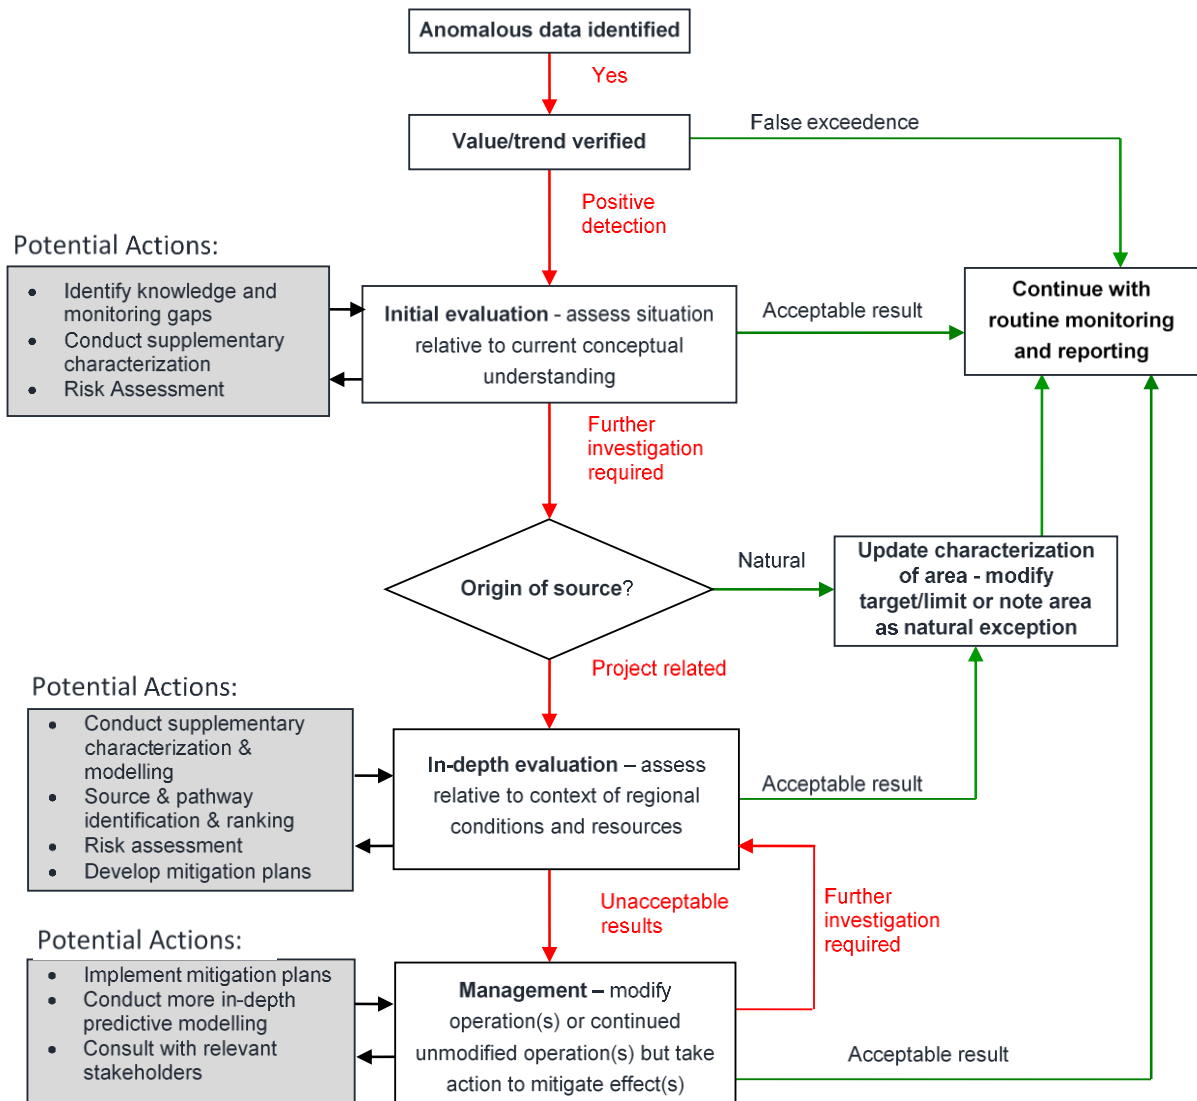 Anomalous data identified
Yes
Value/trend verified
False exceedence
Positive
detection
Potential Actions:
• Identify knowledge and
monitoring gaps
• Conduct supplementary
characterization
• Risk Assessment
Initial evaluation - assess situation
relative to current conceptual
understanding
Acceptable result
Continue with
routine monitoring
and reporting
Further
investigation
required
Origin of source?
Natural
Update characterization
of area - modify
target/limit or note area
as natural exception
Project related
Potential Actions:
• Conduct supplementary
characterization &
modelling
• Source & pathway
identification & ranking
• Risk assessment
• Develop mitigation plans
In-depth evaluation – assess
relative to context of regional
conditions and resources
Acceptable result
Unacceptable
results
Further
investigation
required
Potential Actions:
• Implement mitigation plans
• Conduct more in-depth
predictive modelling
• Consult with relevant
stakeholders
Management – modify
operation(s) or continued
unmodified operation(s) but take
action to mitigate effect(s)
Acceptable result